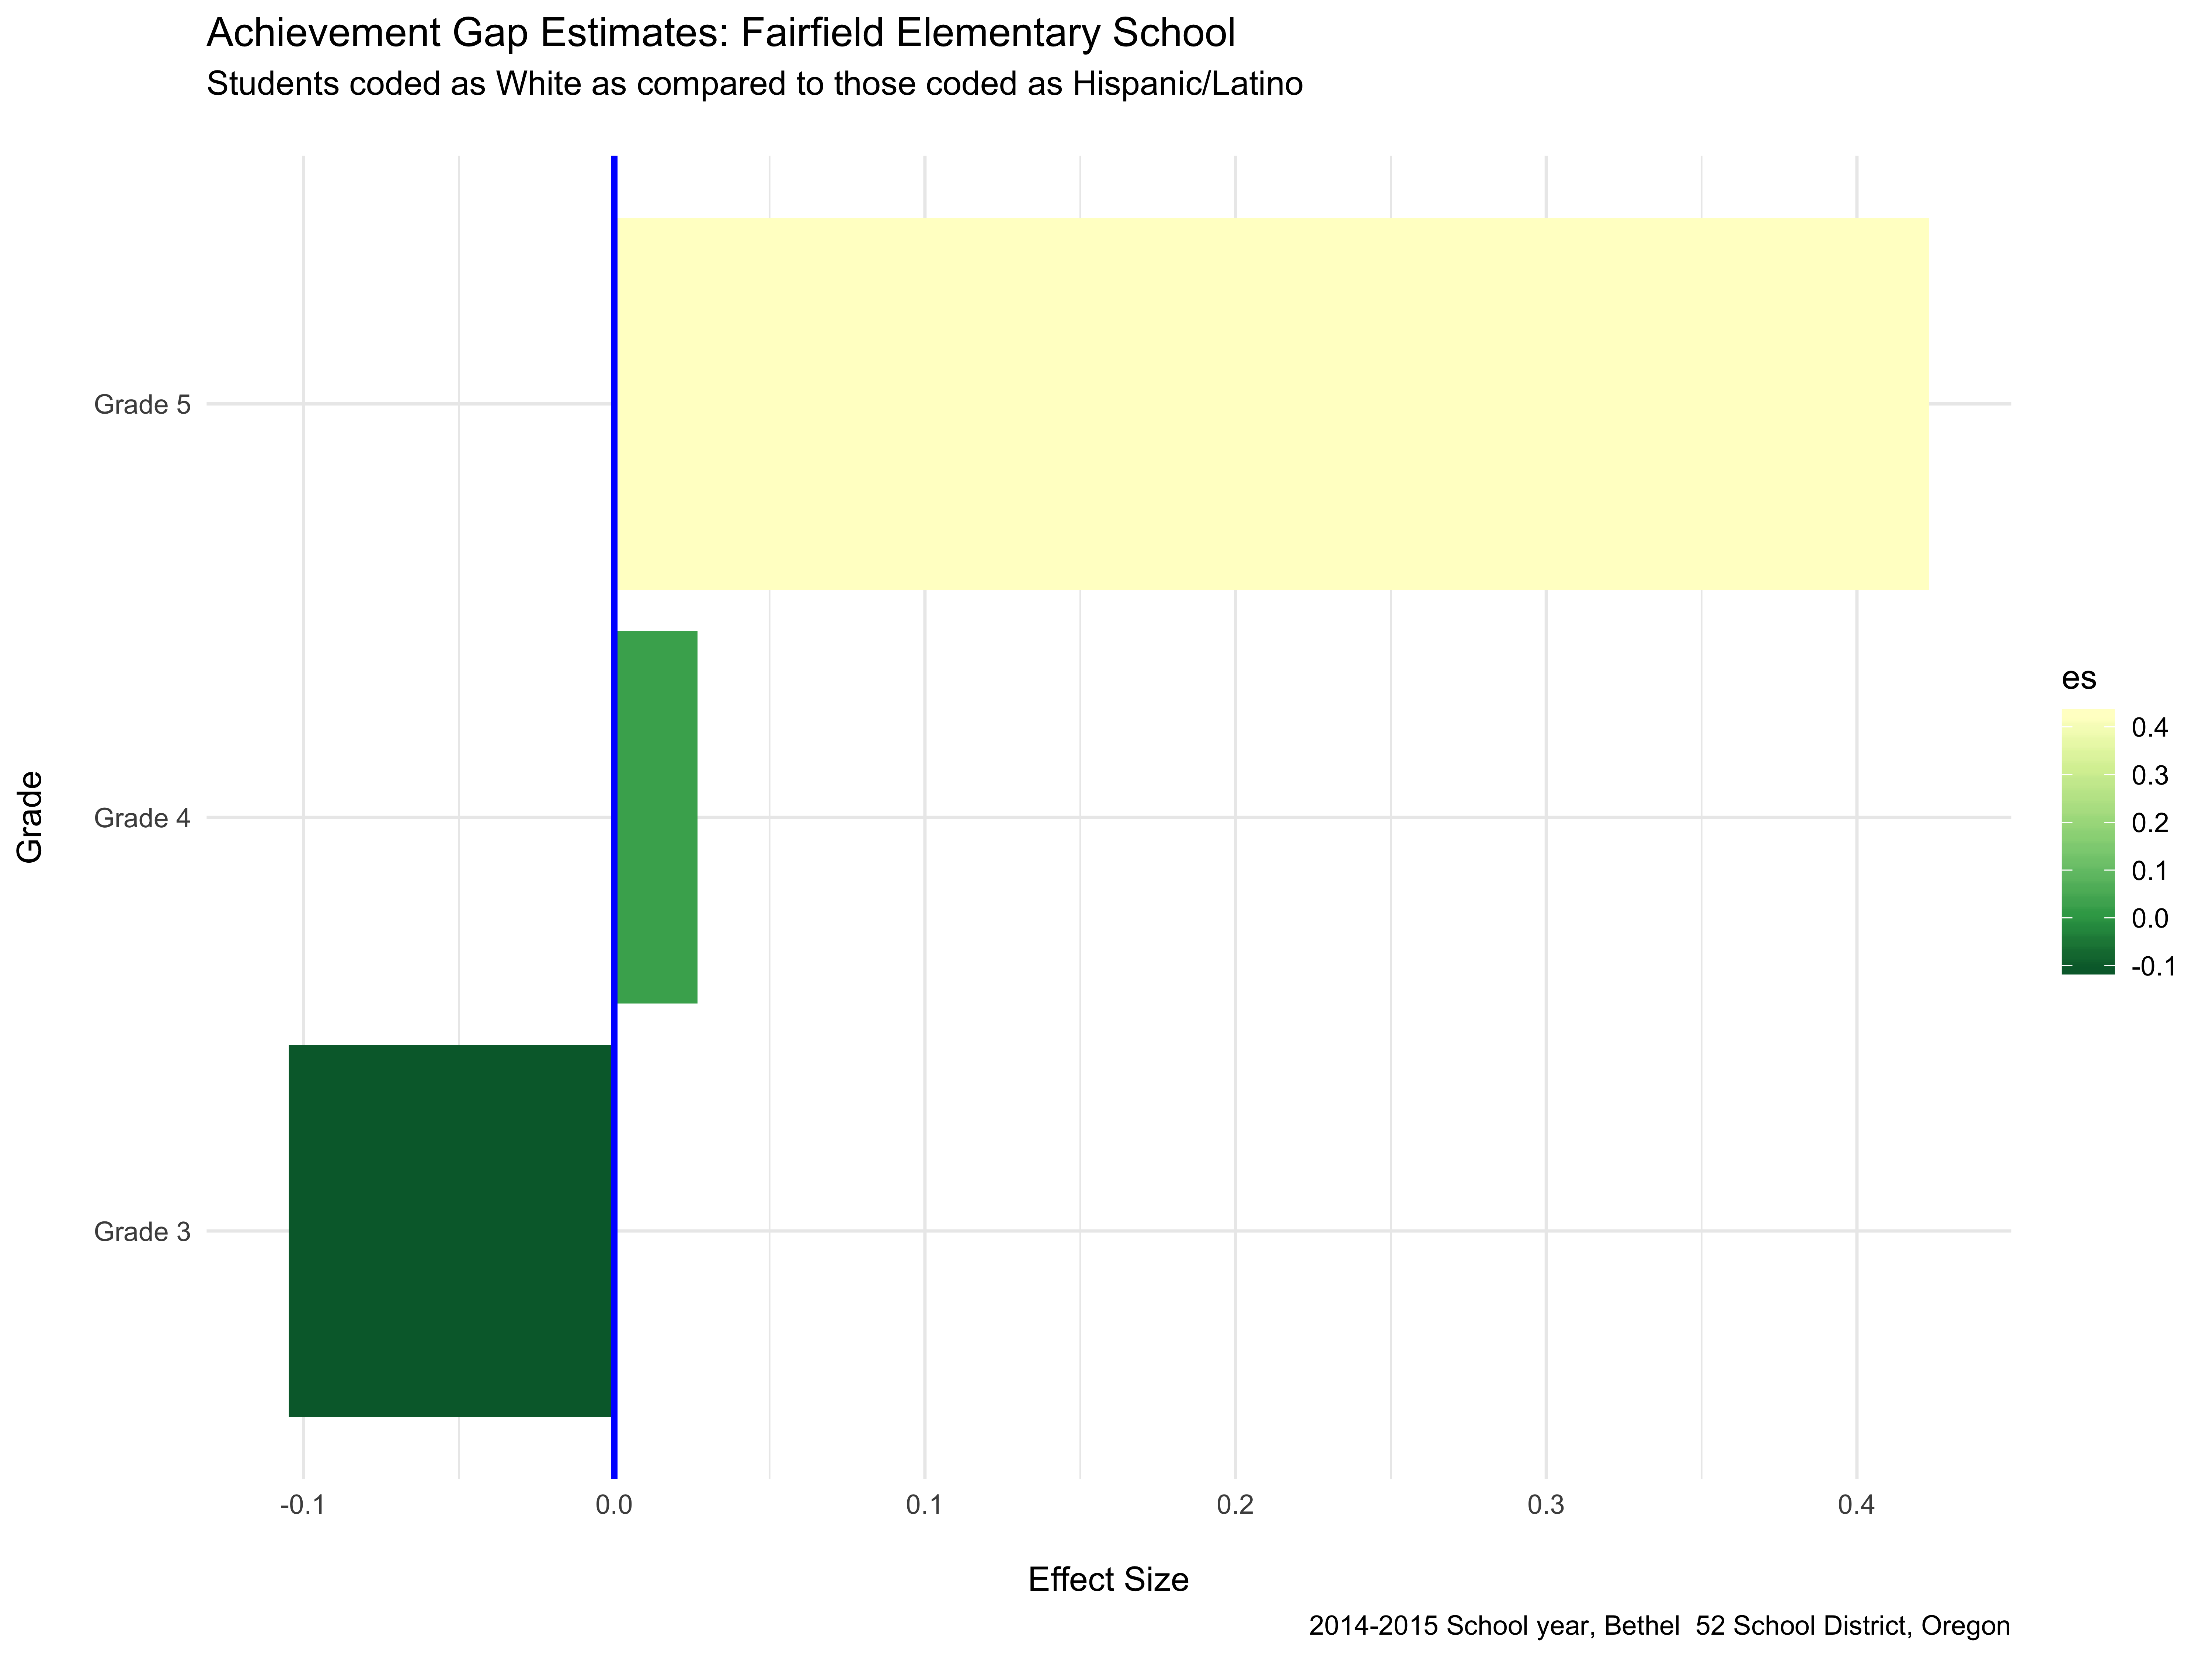 Achievement Gap Estimates: Fairfield Elementary School
Students coded as White as compared to those coded as Hispanic/Latino
Grade
Grade 5
Grade 4
Grade 3
-0.1 0.0 0.1 0.2 0.3 0.4
Effect Size
es
0.4
0.3
0.2
0.1
0.0
-0.1
2014-2015 School year, Bethel  52 School District, Oregon